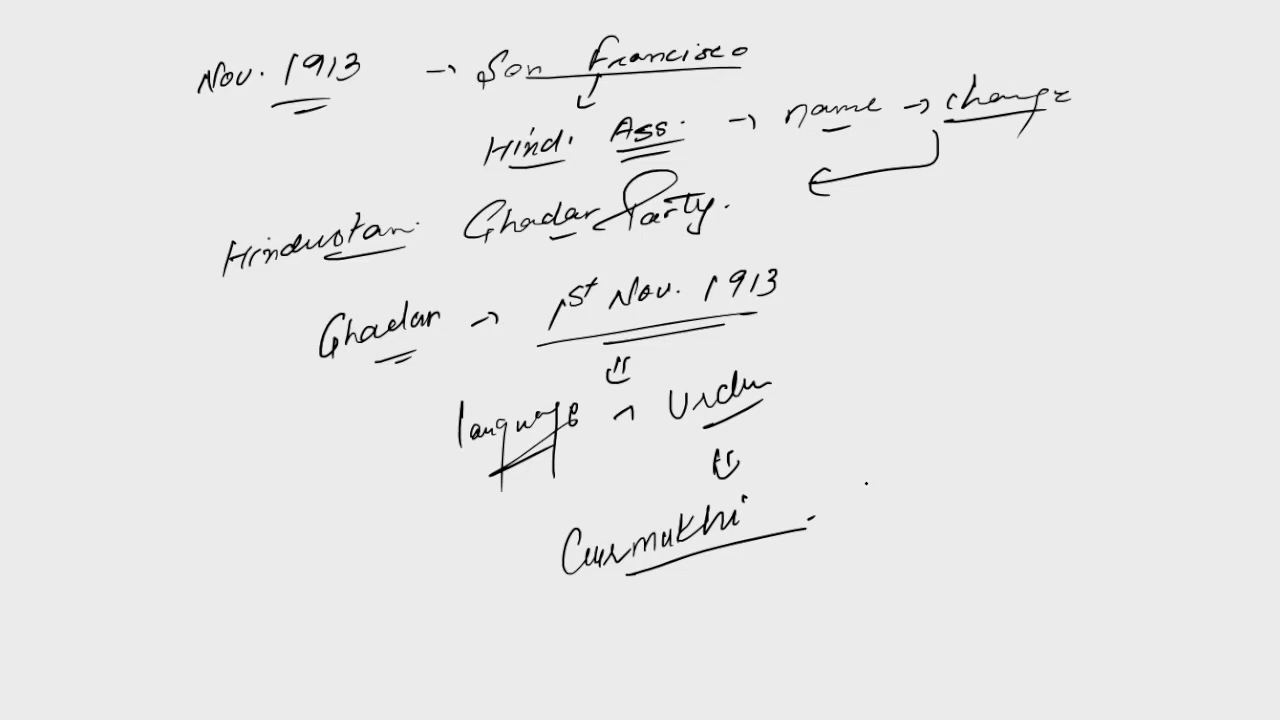 Nov. 1913 → San Francisco
Hindi Ass. → name → change
Hindustan Ghadar Party.
Ghadar → 1st Nov. 1913
language → Urdu
Gurmukhi